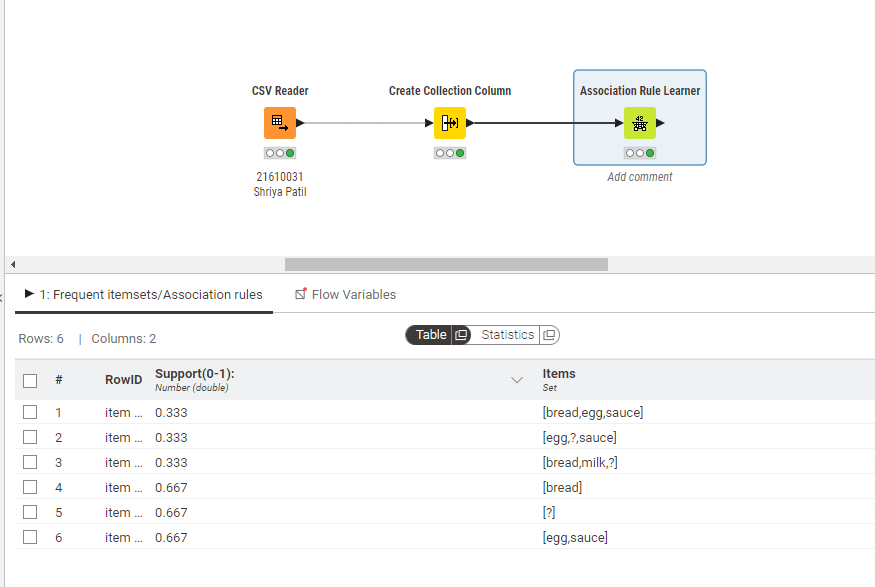 CSV Reader
Create Collection Column
Association Rule Learner
21610031
Shriya Patil
Add comment
1: Frequent itemsets/Association rules
Flow Variables
Rows: 6 | Columns: 2
Table
Statistics
# RowID Support(0-1): Items
Number (double) Set
1 item ... 0.333 [bread,egg,sauce]
2 item ... 0.333 [egg,?,sauce]
3 item ... 0.333 [bread,milk,?]
4 item ... 0.667 [bread]
5 item ... 0.667 [?]
6 item ... 0.667 [egg,sauce]